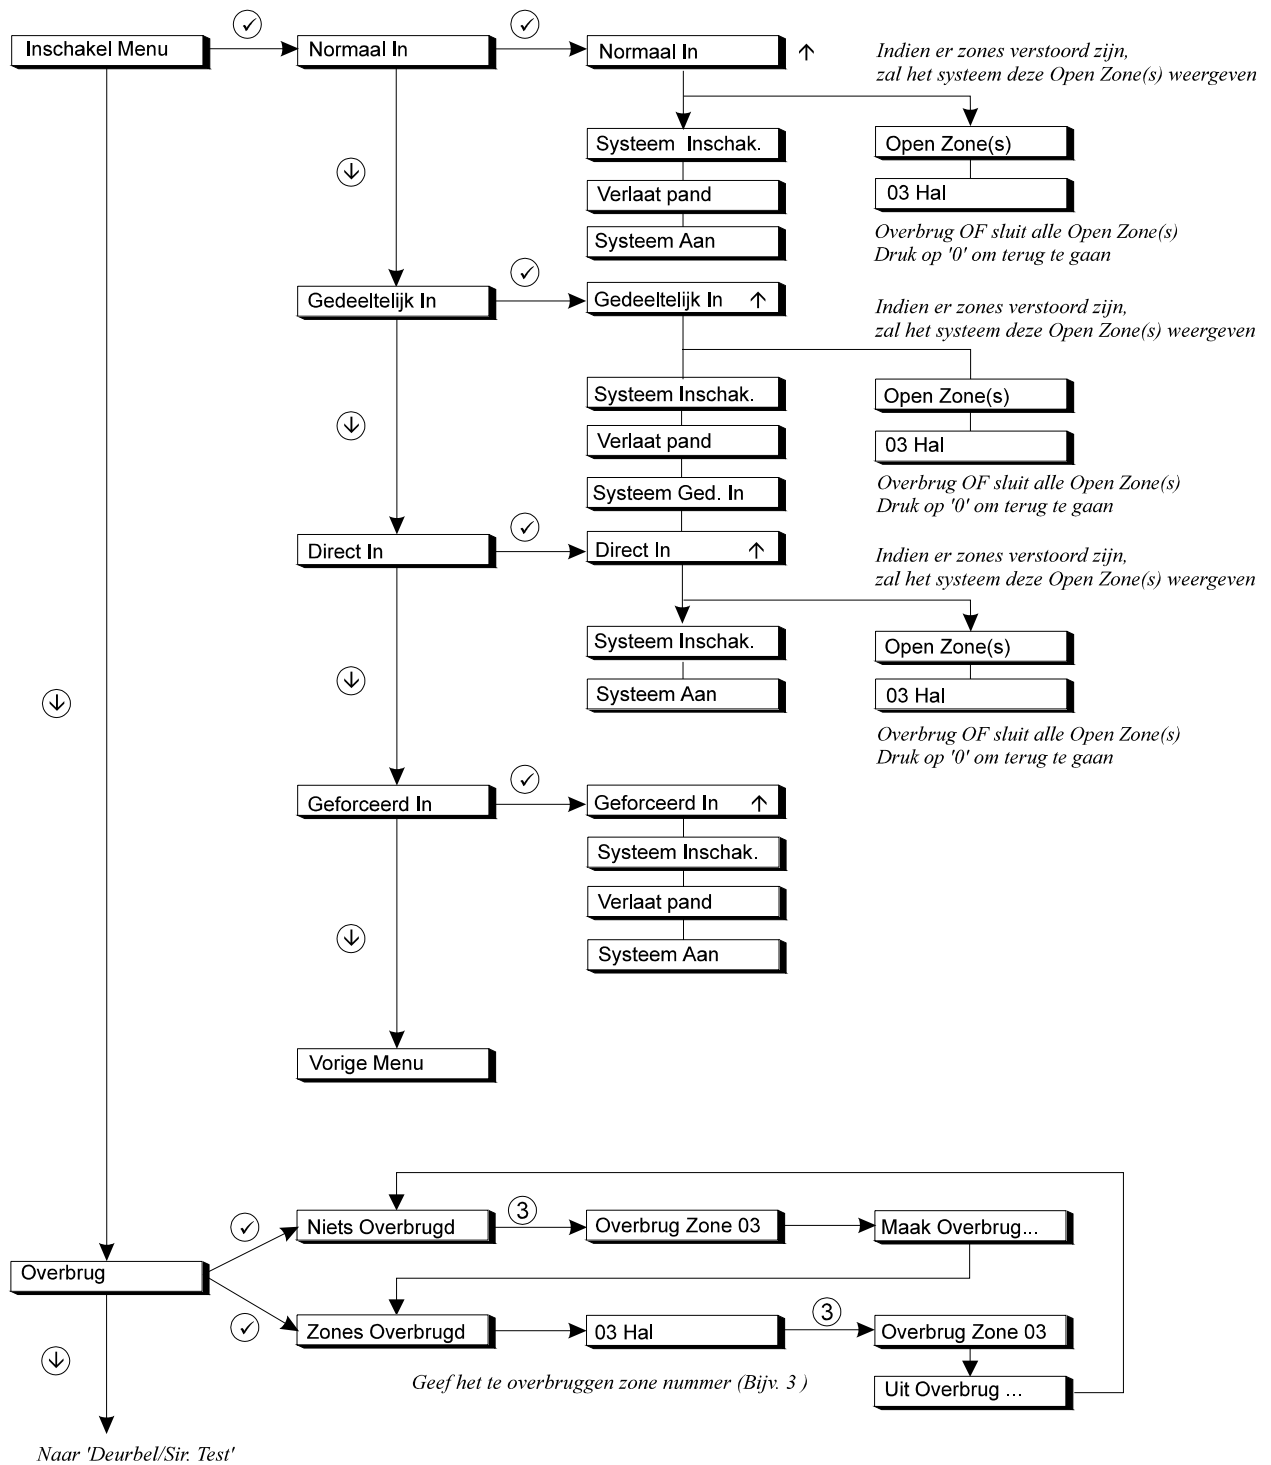 Inschakel Menu
Normaal In
Normaal In
Indien er zones verstoord zijn,
zal het systeem deze Open Zone(s) weergeven
Systeem Inschak.
Open Zone(s)
Verlaat pand
03 Hal
Systeem Aan
Overbrug OF sluit alle Open Zone(s)
Druk op '0' om terug te gaan
Gedeeltelijk In
Gedeeltelijk In
Indien er zones verstoord zijn,
zal het systeem deze Open Zone(s) weergeven
Systeem Inschak.
Open Zone(s)
Verlaat pand
03 Hal
Systeem Ged. In
Overbrug OF sluit alle Open Zone(s)
Druk op '0' om terug te gaan
Direct In
Direct In
Indien er zones verstoord zijn,
zal het systeem deze Open Zone(s) weergeven
Systeem Inschak.
Open Zone(s)
Systeem Aan
03 Hal
Overbrug OF sluit alle Open Zone(s)
Druk op '0' om terug te gaan
Geforceerd In
Geforceerd In
Systeem Inschak.
Verlaat pand
Systeem Aan
Vorige Menu
Niets Overbrugd
3
Overbrug Zone 03
Maak Overbrug...
Overbrug
Zones Overbrugd
03 Hal
3
Overbrug Zone 03
Geef het te overbruggen zone nummer (Bijv. 3 )
Uit Overbrug ...
Naar 'Deurbel/Sir. Test'